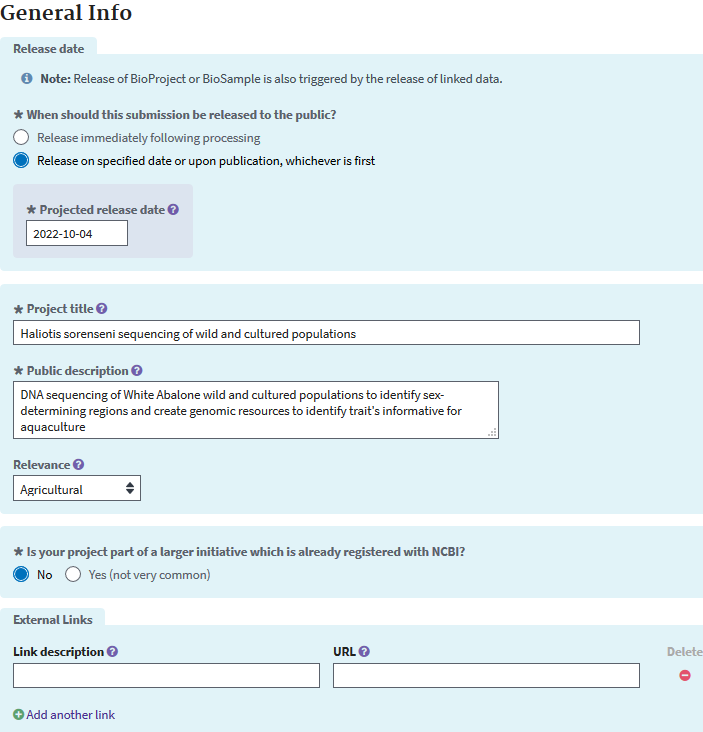 General Info
Release date
Note: Release of BioProject or BioSample is also triggered by the release of linked data.
* When should this submission be released to the public?
Release immediately following processing
Release on specified date or upon publication, whichever is first
* Projected release date ?
2022-10-04
* Project title ?
Haliotis sorenseni sequencing of wild and cultured populations
* Public description ?
DNA sequencing of White Abalone wild and cultured populations to identify sex-
determining regions and create genomic resources to identify trait's informative for
aquaculture
Relevance ?
Agricultural
* Is your project part of a larger initiative which is already registered with NCBI?
No Yes (not very common)
External Links
Link description ? URL ? Delete
Add another link